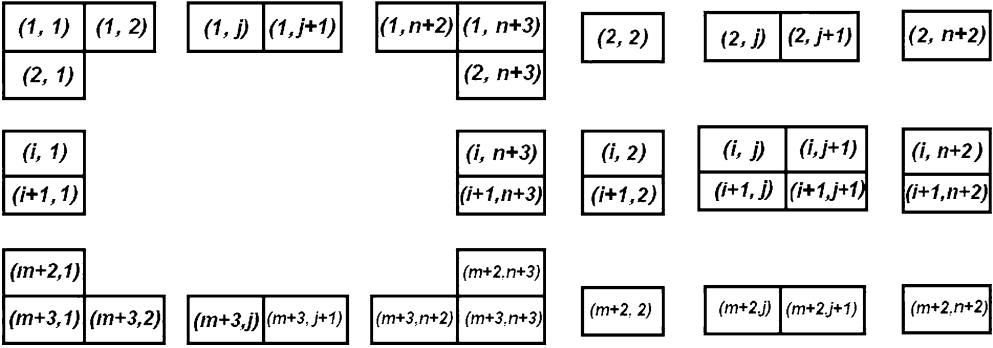 (1, 1) (1, 2) (1, j) (1, j+1) (1, n+2) (1, n+3) (2, 2) (2, j) (2, j+1) (2, n+2)
(2, 1) (2, n+3)
(i, 1) (i, n+3) (i, 2) (i, j) (i, j+1) (i, n+2)
(i+1, 1) (i+1,n+3) (i+1,2) (i+1, j) (i+1,j+1) (i+1,n+2)
(m+2,1) (m+2,n+3)
(m+3,1) (m+3,2) (m+3,j) (m+3, j+1) (m+3,n+2) (m+3,n+3) (m+2, 2) (m+2,j) (m+2,j+1) (m+2,n+2)